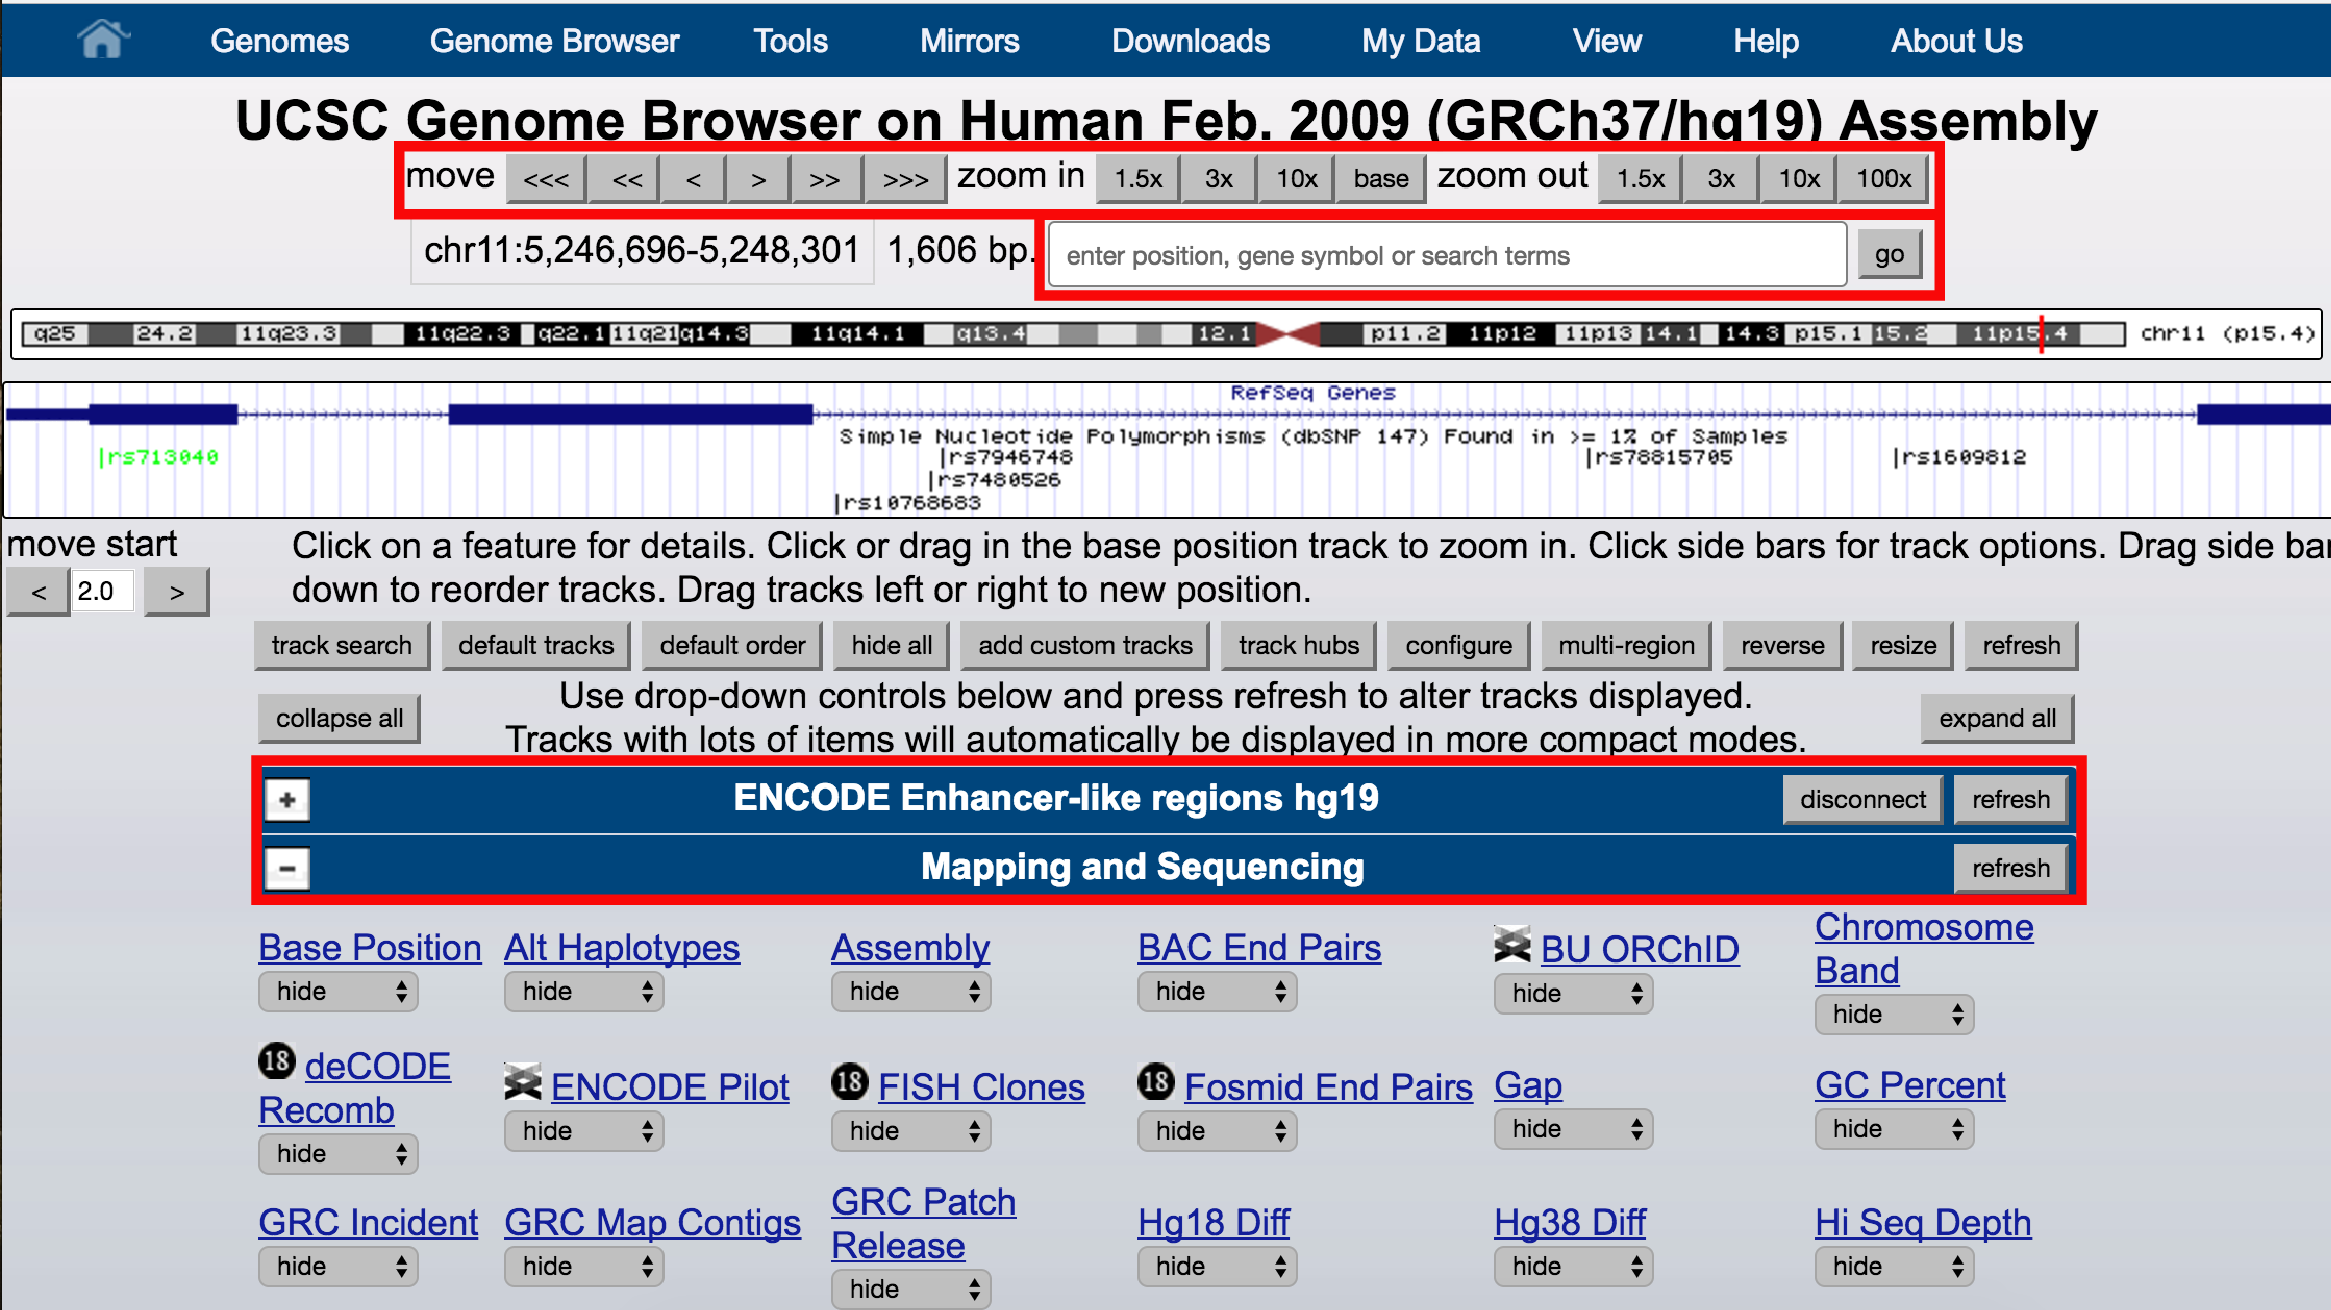 Genomes Genome Browser Tools Mirrors Downloads My Data View Help About Us
UCSC Genome Browser on Human Feb. 2009 (GRCh37/hg19) Assembly
move <<< << < > >> >>> zoom in 1.5x 3x 10x base zoom out 1.5x 3x 10x 100x
chr11:5,246,696-5,248,301 1,606 bp. enter position, gene symbol or search terms go
q25 24.2 11q23.3 11q22.3 q22.1 11q21 q14.3 11q14.1 q13.4 12.1 p11.2 11p12 11p13 14.1 14.3 p15.1 15.2 11p15.4 chr11 (p15.4)
RefSeq Genes
Simple Nucleotide Polymorphisms (dbSNP 147) Found in >= 1% of Samples
rs713040 rs7946748 rs78815705 rs1609812
rs7480526
rs10768683
move start
< 2.0 >
Click on a feature for details. Click or drag in the base position track to zoom in. Click side bars for track options. Drag side bar
down to reorder tracks. Drag tracks left or right to new position.
track search default tracks default order hide all add custom tracks track hubs configure multi-region reverse resize refresh
collapse all Use drop-down controls below and press refresh to alter tracks displayed. expand all
Tracks with lots of items will automatically be displayed in more compact modes.
+ ENCODE Enhancer-like regions hg19 disconnect refresh
- Mapping and Sequencing refresh
Base Position Alt Haplotypes Assembly BAC End Pairs BU ORChID Chromosome
Band
hide hide hide hide hide hide
18 deCODE
Recomb ENCODE Pilot 18 FISH Clones 18 Fosmid End Pairs Gap GC Percent
hide hide hide hide hide hide
GRC Incident GRC Map Contigs GRC Patch
Release Hg18 Diff Hg38 Diff Hi Seq Depth
hide hide hide hide hide hide